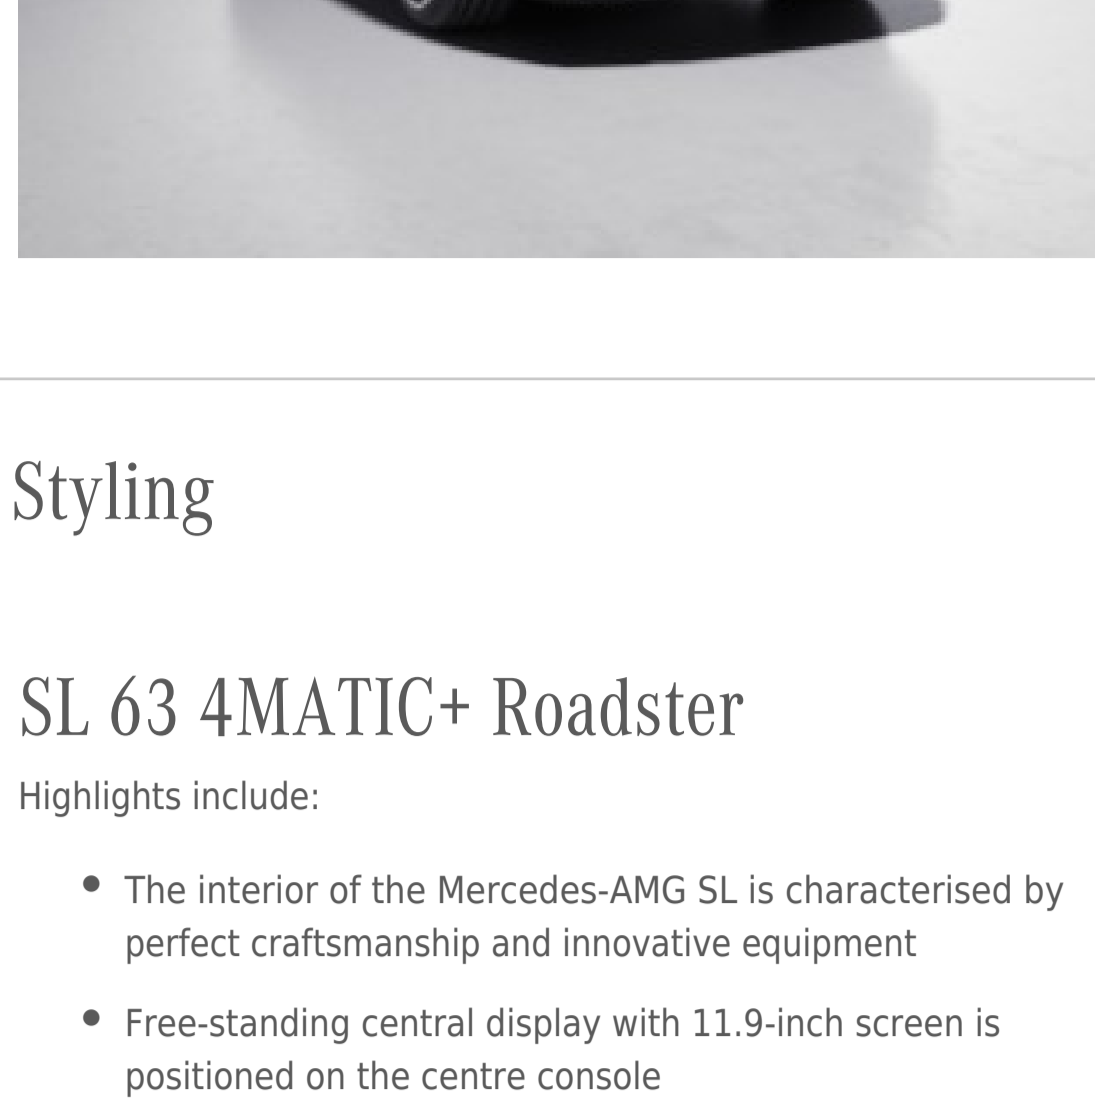 Styling
SL 63 4MATIC+ Roadster
Highlights include:
The interior of the Mercedes-AMG SL is characterised by
perfect craftsmanship and innovative equipment
Free-standing central display with 11.9-inch screen is
positioned on the centre console